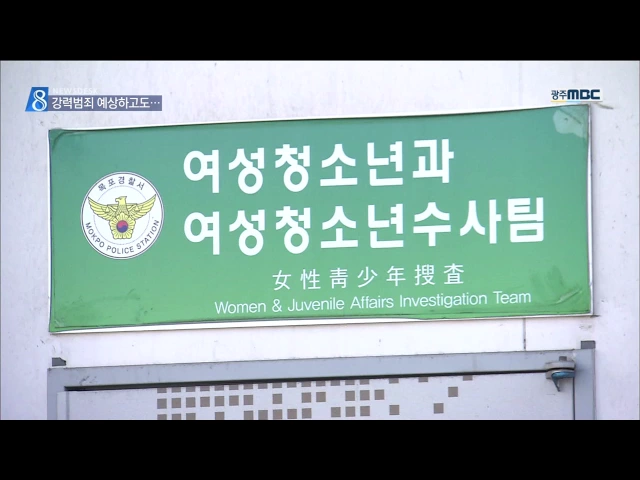 8 NEWSDESK
강력범죄 예상하고도…
광주MBC
목포경찰서
MOKPO POLICE STATION
여성청소년과
여성청소년수사팀
女性靑少年搜査
Women & Juvenile Affairs Investigation Team